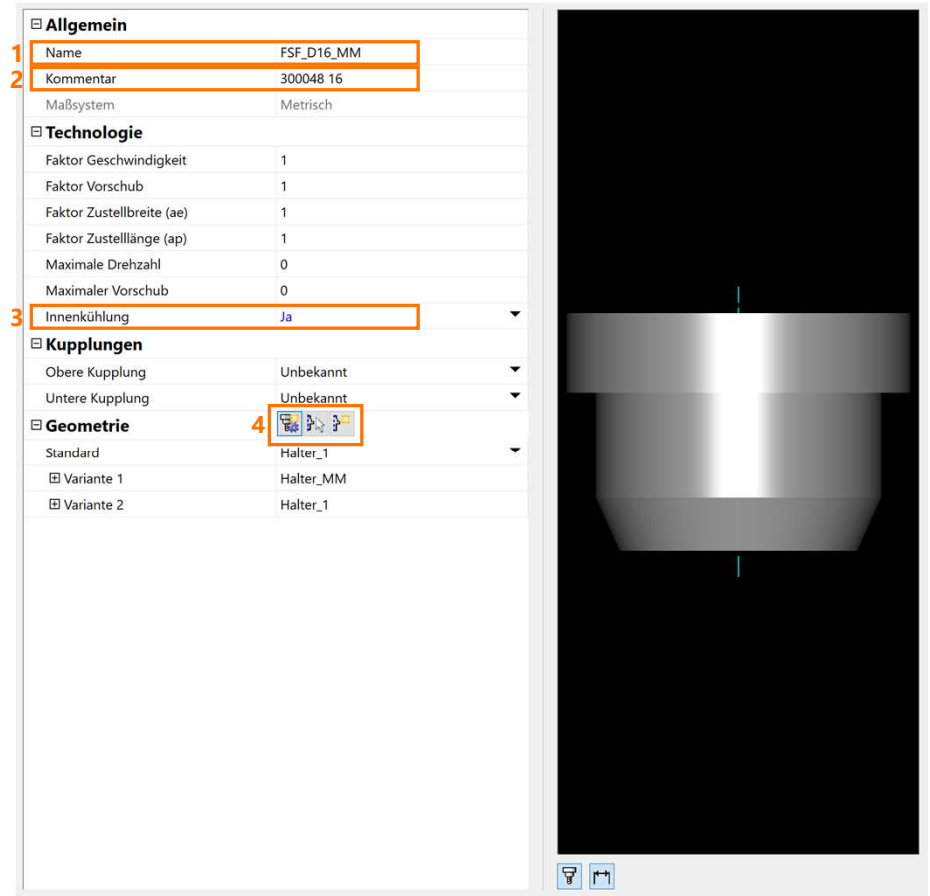 Allgemein
1 Name FSF_D16_MM
2 Kommentar 300048 16
Maßsystem Metrisch
Technologie
Faktor Geschwindigkeit 1
Faktor Vorschub 1
Faktor Zustellbreite (ae) 1
Faktor Zustelllänge (ap) 1
Maximale Drehzahl 0
Maximaler Vorschub 0
3 Innenkühlung Ja
Kupplungen
Obere Kupplung Unbekannt
Untere Kupplung Unbekannt
Geometrie 4
Standard Halter_1
Variante 1 Halter_MM
Variante 2 Halter_1